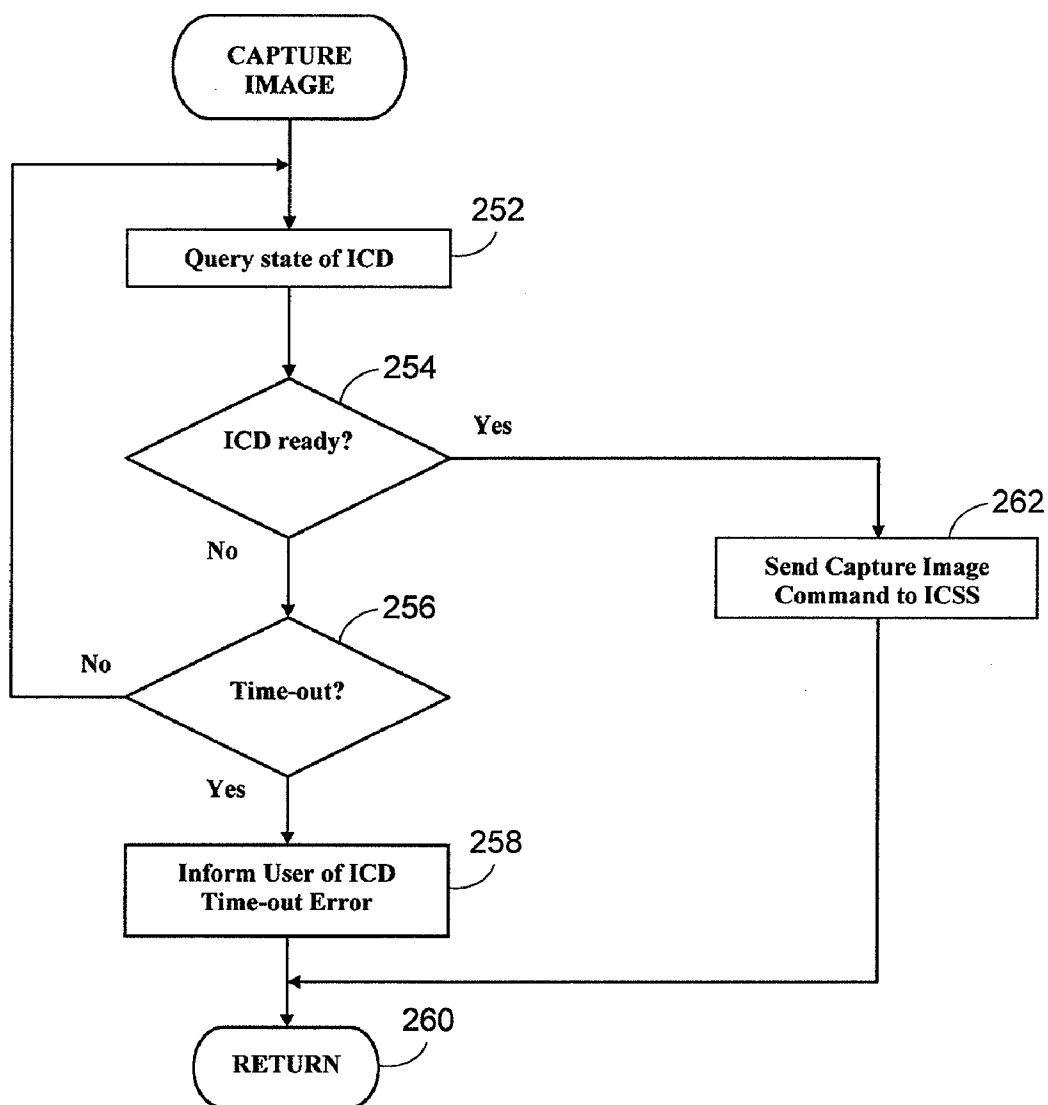 CAPTURE
IMAGE
252
Query state of ICD
254
ICD ready?
Yes
262
No
Send Capture Image
Command to ICSS
256
No
Time-out?
Yes
258
Inform User of ICD
Time-out Error
260
RETURN